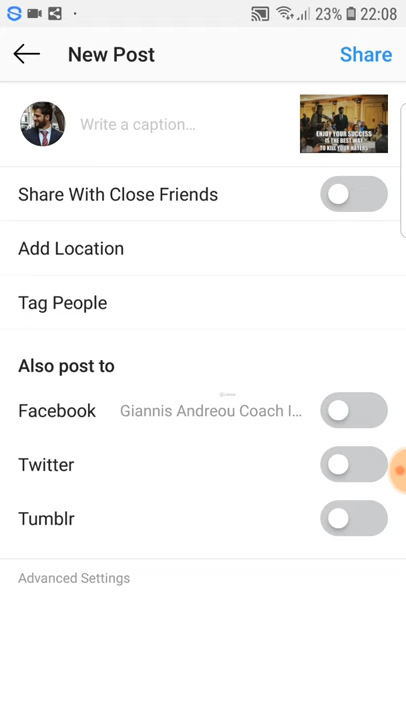 23% 22:08
New Post Share
Write a caption...
ENJOY YOUR SUCCESS
IS THE BEST WAY
TO KILL YOUR HATERS
Share With Close Friends
Add Location
Tag People
Also post to
Facebook Giannis Andreou Coach I...
Twitter
Tumblr
Advanced Settings